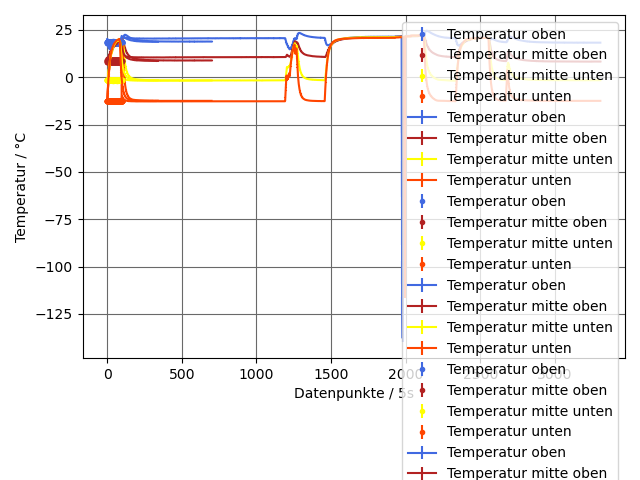 25
0
−25
−50
−75
−100
−125
Temperatur / °C
0
500
1000
1500
2000
2500
3000
Datenpunkte / 5s
Temperatur oben
Temperatur mitte oben
Temperatur mitte unten
Temperatur unten
Temperatur oben
Temperatur mitte oben
Temperatur mitte unten
Temperatur unten
Temperatur oben
Temperatur mitte oben
Temperatur mitte unten
Temperatur unten
Temperatur oben
Temperatur mitte oben
Temperatur mitte unten
Temperatur unten
Temperatur oben
Temperatur mitte oben
Temperatur mitte unten
Temperatur unten
Temperatur oben
Temperatur mitte oben